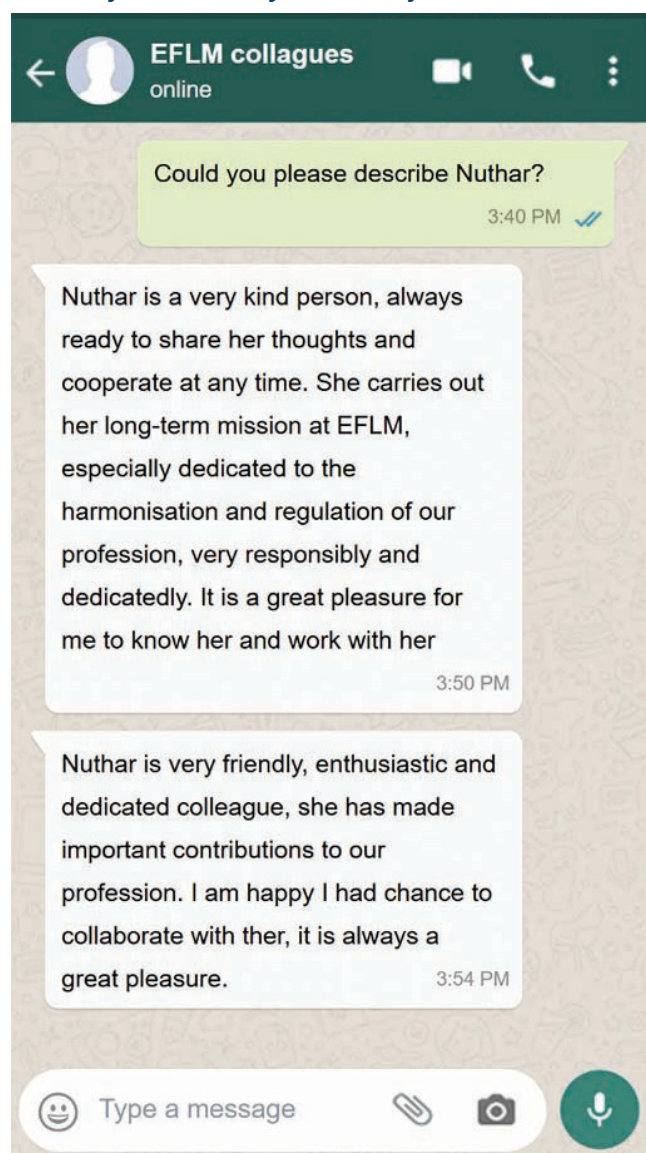 EFLM collagues
online
Could you please describe Nuthar?
3:40 PM
Nuthar is a very kind person, always
ready to share her thoughts and
cooperate at any time. She carries out
her long-term mission at EFLM,
especially dedicated to the
harmonisation and regulation of our
profession, very responsibly and
dedicatedly. It is a great pleasure for
me to know her and work with her
3:50 PM
Nuthar is very friendly, enthusiastic and
dedicated colleague, she has made
important contributions to our
profession. I am happy I had chance to
collaborate with ther, it is always a
great pleasure. 3:54 PM
Type a message